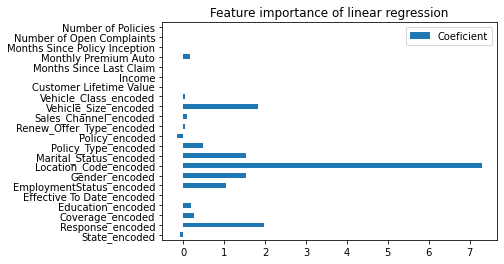 Feature importance of linear regression
Coeficient
Number of Policies
Number of Open Complaints
Months Since Policy Inception
Monthly Premium Auto
Months Since Last Claim
Income
Customer Lifetime Value
Vehicle_Class_encoded
Vehicle_Size_encoded
Sales_Channel_encoded
Renew_Offer_Type_encoded
Policy_encoded
Policy_Type_encoded
Marital_Status_encoded
Location_Code_encoded
Gender_encoded
EmploymentStatus_encoded
Effective To Date_encoded
Education_encoded
Coverage_encoded
Response_encoded
State_encoded
0 1 2 3 4 5 6 7